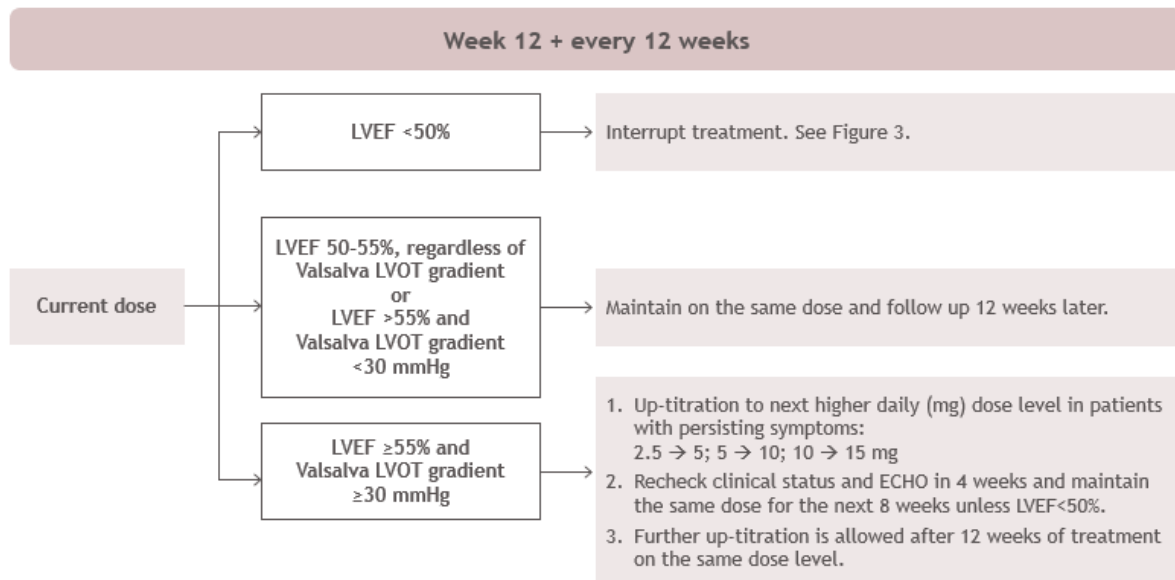 Week 12 + every 12 weeks
LVEF <50%
Interrupt treatment. See Figure 3.
Current dose
LVEF 50-55%, regardless of
Valsalva LVOT gradient
or
LVEF >55% and
Valsalva LVOT gradient
<30 mmHg
Maintain on the same dose and follow up 12 weeks later.
LVEF ≥55% and
Valsalva LVOT gradient
≥30 mmHg
1. Up-titration to next higher daily (mg) dose level in patients
with persisting symptoms:
2.5 → 5; 5 → 10; 10 → 15 mg
2. Recheck clinical status and ECHO in 4 weeks and maintain
the same dose for the next 8 weeks unless LVEF<50%.
3. Further up-titration is allowed after 12 weeks of treatment
on the same dose level.